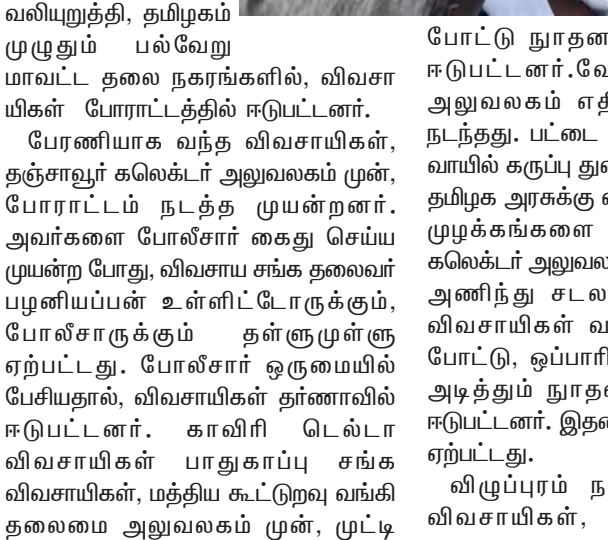 வலியுறுத்தி, தமிழகம்
முழுதும் பல்வேறு
மாவட்ட தலை நகரங்களில், விவசா
யிகள் போராட்டத்தில் ஈடுபட்டனர்.
பேரணியாக வந்த விவசாயிகள்,
தஞ்சாவூர் கலெக்டர் அலுவலகம் முன்,
போராட்டம் நடத்த முயன்றனர்.
அவர்களை போலீசார் கைது செய்ய
முயன்ற போது, விவசாய சங்க தலைவர்
பழனியப்பன் உள்ளிட்டோருக்கும்,
போலீசாருக்கும் தள்ளுமுள்ளு
ஏற்பட்டது. போலீசார் ஒருமையில்
பேசியதால், விவசாயிகள் தர்ணாவில்
ஈடுபட்டனர். காவிரி டெல்டா
விவசாயிகள் பாதுகாப்பு சங்க
விவசாயிகள், மத்திய கூட்டுறவு வங்கி
தலைமை அலுவலகம் முன், முட்டி
போட்டு நுாதன
ஈடுபட்டனர்.வே
அலுவலகம் எதி
நடந்தது. பட்டை
வாயில் கருப்பு து
தமிழக அரசுக்கு
முழக்கங்களை
கலெக்டர் அலுவல
அணிந்து சடல
விவசாயிகள் வ
போட்டு, ஒப்பாரி
அடித்தும் நுாத
ஈடுபட்டனர். இத
ஏற்பட்டது.
விழுப்புரம் ந
விவசாயிகள்,